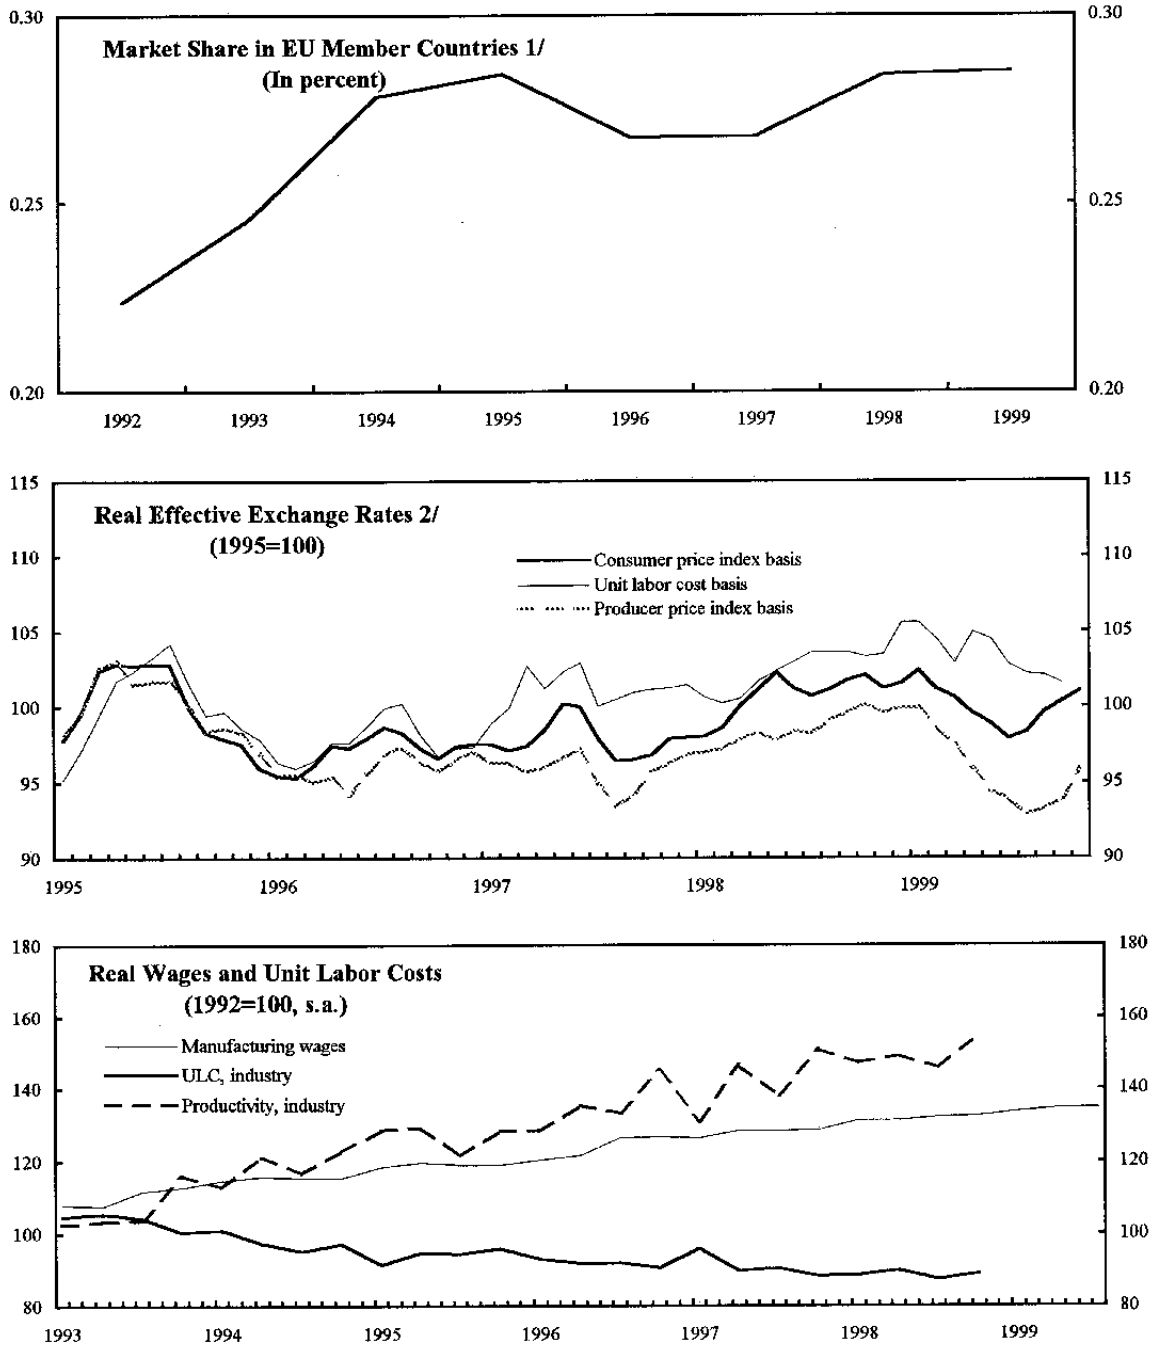 0.30
0.30
Market Share in EU Member Countries 1/
(In percent)
0.25
0.25
0.20
0.20
1992 1993 1994 1995 1996 1997 1998 1999
115
115
Real Effective Exchange Rates 2/
(1995=100)
110
110
Consumer price index basis
Unit labor cost basis
Producer price index basis
105
105
100
100
95
95
90
90
1995 1996 1997 1998 1999
180
180
Real Wages and Unit Labor Costs
(1992=100, s.a.)
160
160
Manufacturing wages
ULC, industry
Productivity, industry
140
140
120
120
100
100
80
80
1993 1994 1995 1996 1997 1998 1999